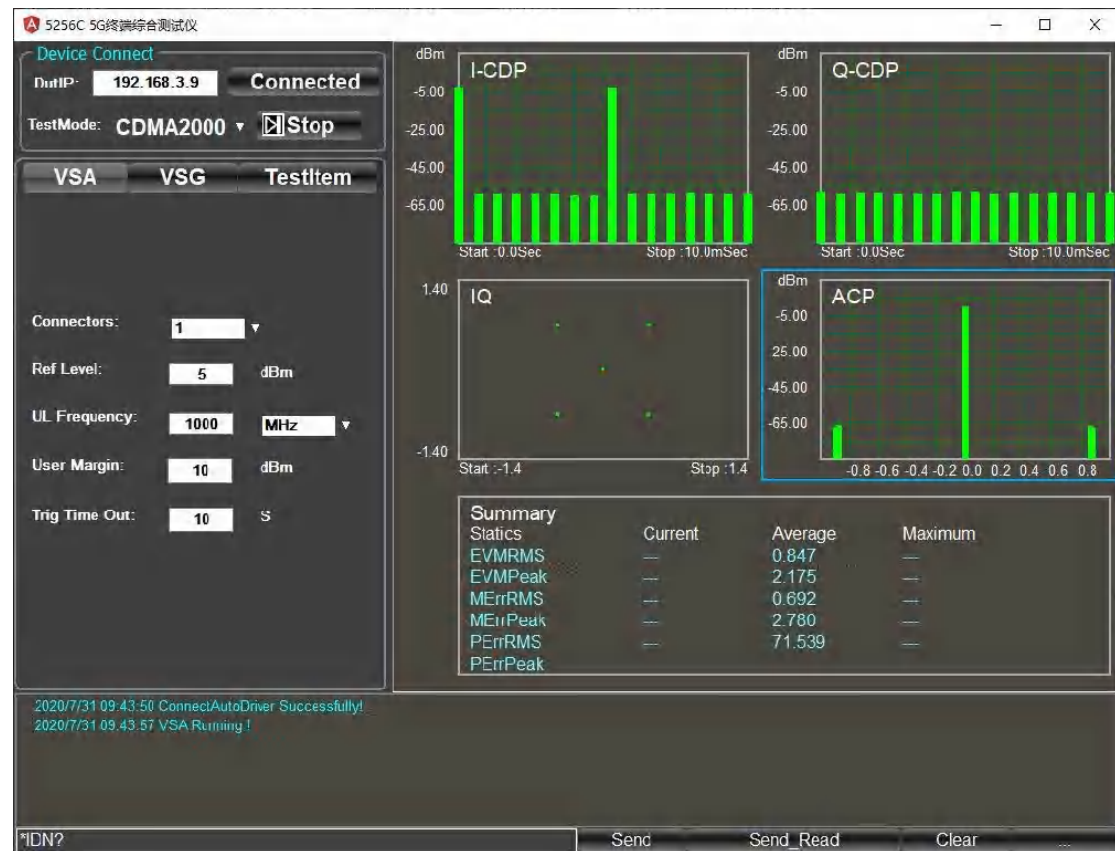 5256C 5G终端综合测试仪
Device Connect
DutIP: 192.168.3.9 Connected
TestMode: CDMA2000 Stop
VSA VSG TestItem
Connectors: 1
Ref Level: 5 dBm
UL Frequency: 1000 MHz
User Margin: 10 dBm
Trig Time Out: 10 S
dBm
I-CDP
-5.00
-25.00
-45.00
-65.00
Start :0.0Sec Stop :10.0mSec
dBm
Q-CDP
-5.00
-25.00
-45.00
-65.00
Start :0.0Sec Stop :10.0mSec
1.40
IQ
-1.40
Start :-1.4 Stop :1.4
dBm
ACP
-5.00
25.00
-45.00
-65.00
-0.8 -0.6 -0.4 -0.2 0.0 0.2 0.4 0.6 0.8
Summary
Statics Current Average Maximum
EVMRMS --- 0.847 ---
EVMPeak --- 2.175 ---
MErrRMS --- 0.692 ---
MErrPeak --- 2.780 ---
PErrRMS --- 71.539 ---
PErrPeak
2020/7/31 09:43:50 ConnectAutoDriver Successfully!
2020/7/31 09:43:57 VSA Running !
*IDN? Send Send_Read Clear ...